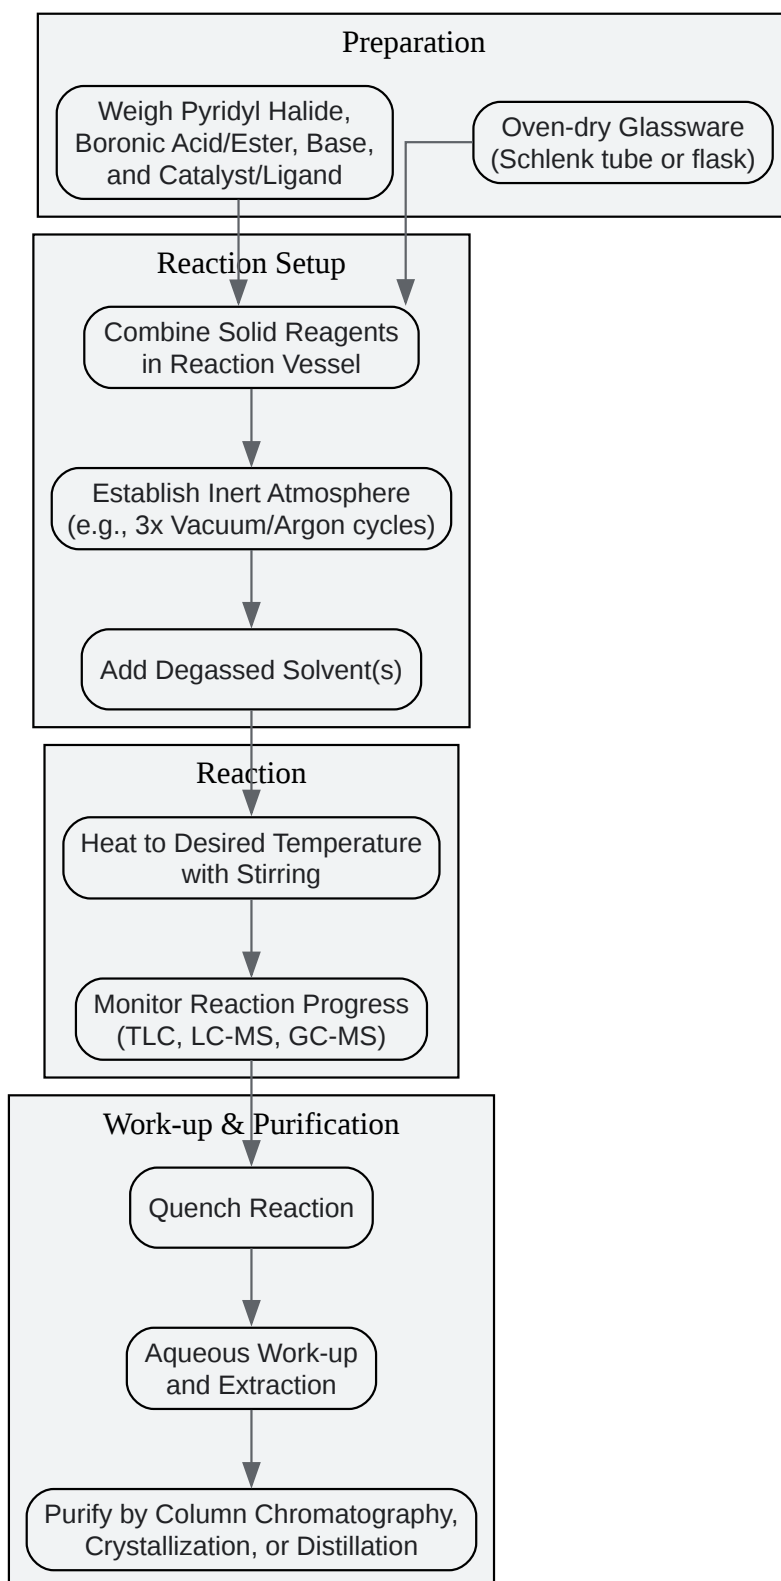 Preparation
Weigh Pyridyl Halide,
Boronic Acid/Ester, Base,
and Catalyst/Ligand
Oven-dry Glassware
(Schlenk tube or flask)
Reaction Setup
Combine Solid Reagents
in Reaction Vessel
Establish Inert Atmosphere
(e.g., 3x Vacuum/Argon cycles)
Add Degassed Solvent(s)
Reaction
Heat to Desired Temperature
with Stirring
Monitor Reaction Progress
(TLC, LC-MS, GC-MS)
Work-up & Purification
Quench Reaction
Aqueous Work-up
and Extraction
Purify by Column Chromatography,
Crystallization, or Distillation